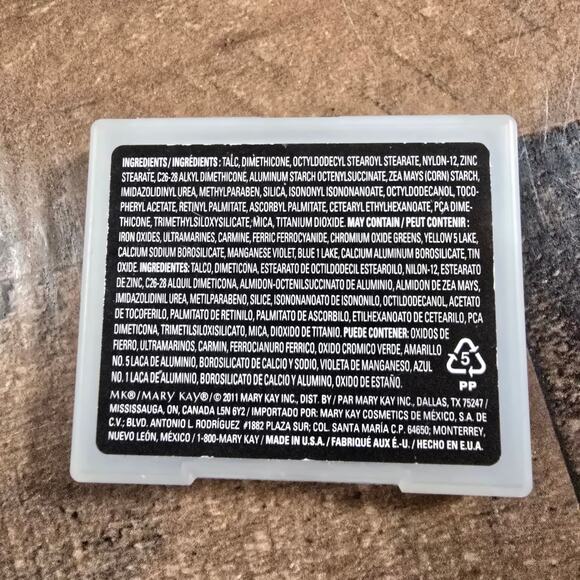 INGREDIENTS / INGRÉDIENTS : TALC, DIMETHICONE, OCTYLDODECYL STEAROYL STEARATE, NYLON-12, ZINC
STEARATE, C26-28 ALKYL DIMETHICONE, ALUMINUM STARCH OCTENYLSUCCINATE, ZEA MAYS (CORN) STARCH,
IMIDAZOLIDINYL UREA, METHYLPARABEN, SILICA, ISONONYL ISONONANOATE, OCTYLDODECANOL, TOCO-
PHERYL ACETATE, RETINYL PALMITATE, ASCORBYL PALMITATE, CETEARYL ETHYLHEXANOATE, PCA DIME-
THICONE, TRIMETHYLSILOXYSILICATE, MICA, TITANIUM DIOXIDE. MAY CONTAIN / PEUT CONTENIR :
IRON OXIDES, ULTRAMARINES, CARMINE, FERRIC FERROCYANIDE, CHROMIUM OXIDE GREENS, YELLOW 5 LAKE,
CALCIUM SODIUM BOROSILICATE, MANGANESE VIOLET, BLUE 1 LAKE, CALCIUM ALUMINUM BOROSILICATE, TIN
OXIDE. INGREDIENTES: TALCO, DIMETICONA, ESTEARATO DE OCTILDODECIL ESTEAROILO, NILON-12, ESTEARATO
DE ZINC, C26-28 ALQUIL DIMETICONA, ALMIDON-OCTENILSUCCINATO DE ALUMINIO, ALMIDON DE ZEA MAYS,
IMIDAZOLIDINIL UREA, METILPARABENO, SILICE, ISONONANOATO DE ISONONILO, OCTILDODECANOL, ACETATO
DE TOCOFERILO, PALMITATO DE RETINILO, PALMITATO DE ASCORBILO, ETILHEXANOATO DE CETEARILO, PCA
DIMETICONA, TRIMETILSILOXISILICATO, MICA, DIOXIDO DE TITANIO. PUEDE CONTENER: OXIDOS DE
FIERRO, ULTRAMARINOS, CARMIN, FERROCIANURO FERRICO, OXIDO CROMICO VERDE, AMARILLO
NO. 5 LACA DE ALUMINIO, BOROSILICATO DE CALCIO Y SODIO, VIOLETA DE MANGANESO, AZUL
NO. 1 LACA DE ALUMINIO, BOROSILICATO DE CALCIO Y ALUMINIO, OXIDO DE ESTAÑO.
MK®/MARY KAY®/ © 2011 MARY KAY INC. DIST. BY / PAR MARY KAY INC., DALLAS, TX 75247 /
MISSISSAUGA, ON, CANADA L5N 6Y2 / IMPORTADO POR: MARY KAY COSMETICS DE MÉXICO, S.A. DE
C.V.; BLVD. ANTONIO L. RODRÍGUEZ #1882 PLAZA SUR; COL. SANTA MARÍA C.P. 64650; MONTERREY,
NUEVO LEÓN, MÉXICO / 1-800-MARY KAY / MADE IN U.S.A. / FABRIQUÉ AUX É.-U. / HECHO EN E.U.A.
5
PP